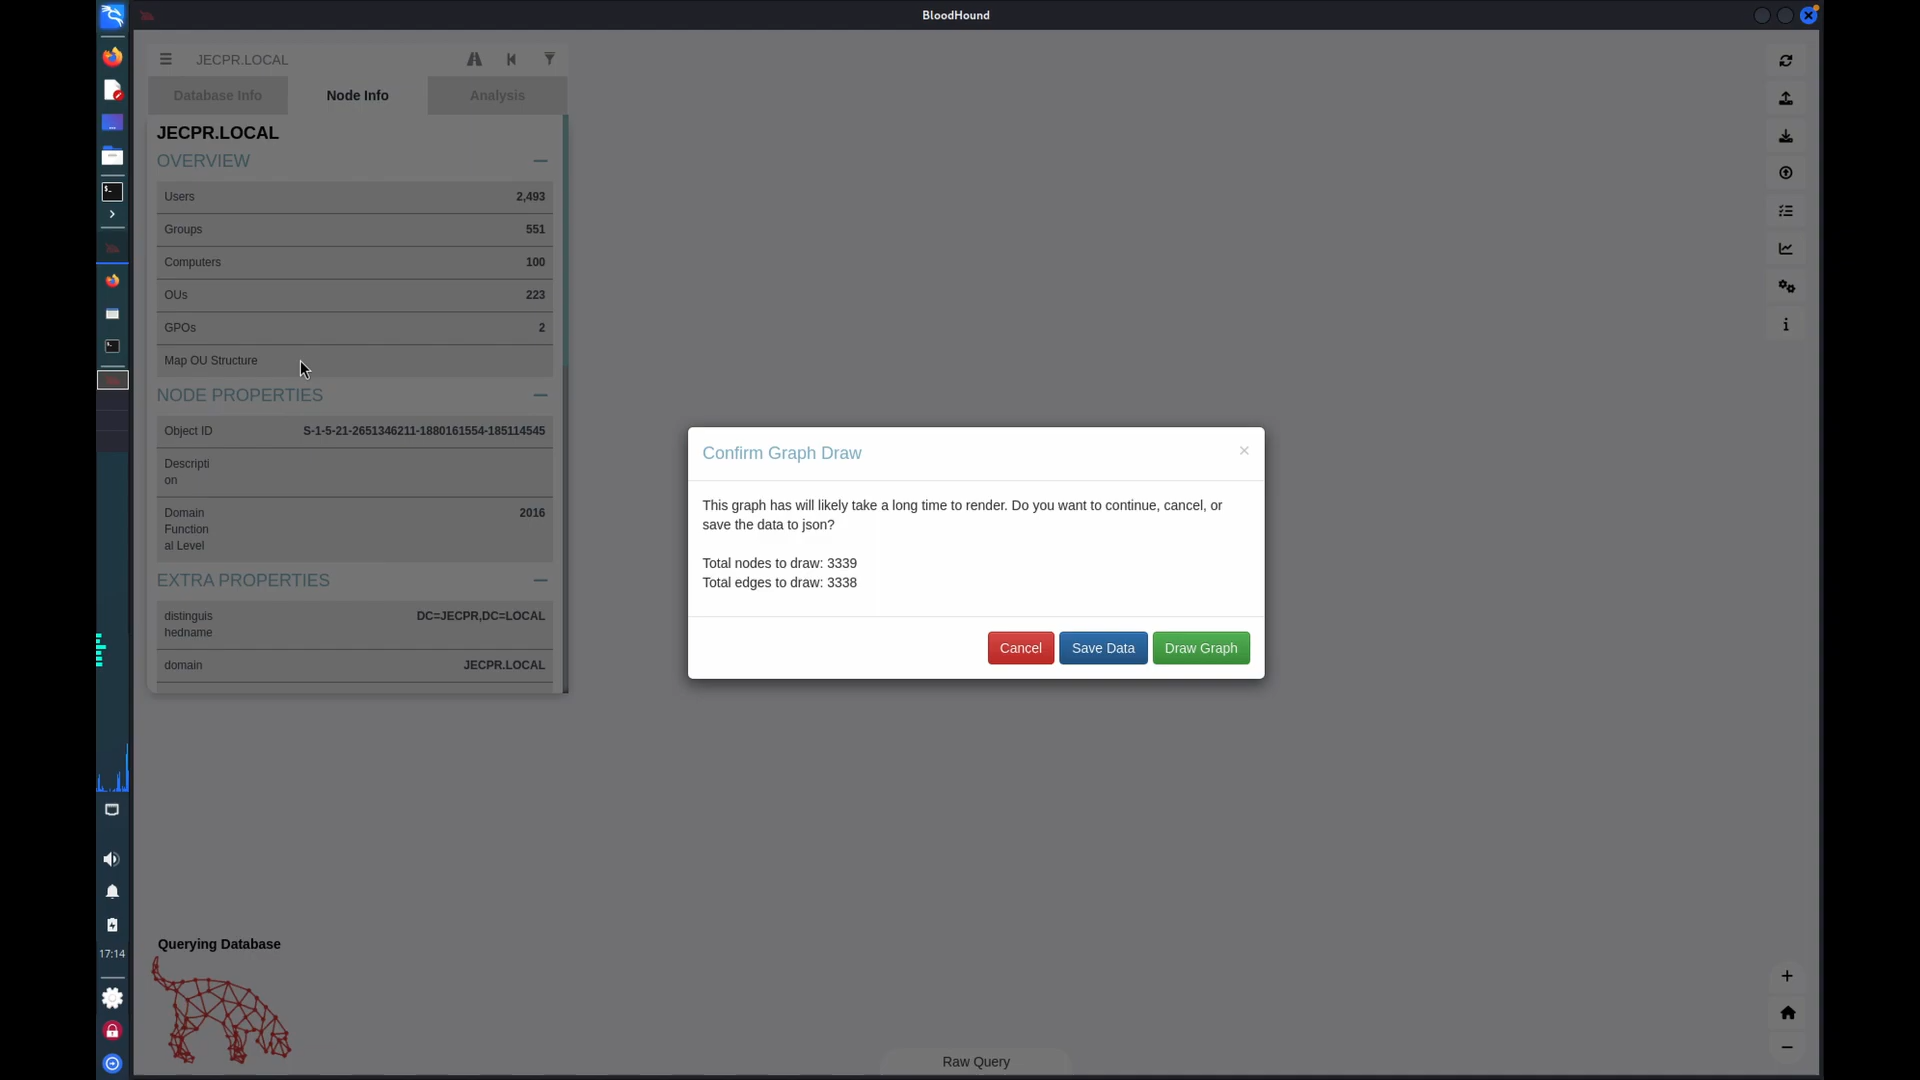 BloodHound
JECPR.LOCAL
Database Info
Node Info
Analysis
JECPR.LOCAL
OVERVIEW
Users 2,493
Groups 551
Computers 100
OUs 223
GPOs 2
Map OU Structure
NODE PROPERTIES
Object ID S-1-5-21-2651346211-1880161554-185114545
Descripti
on
Domain 2016
Function
al Level
EXTRA PROPERTIES
distinguis DC=JECPR,DC=LOCAL
hedname
domain JECPR.LOCAL
Confirm Graph Draw
×
This graph has will likely take a long time to render. Do you want to continue, cancel, or
save the data to json?
Total nodes to draw: 3339
Total edges to draw: 3338
Cancel
Save Data
Draw Graph
17:14
Querying Database
Raw Query